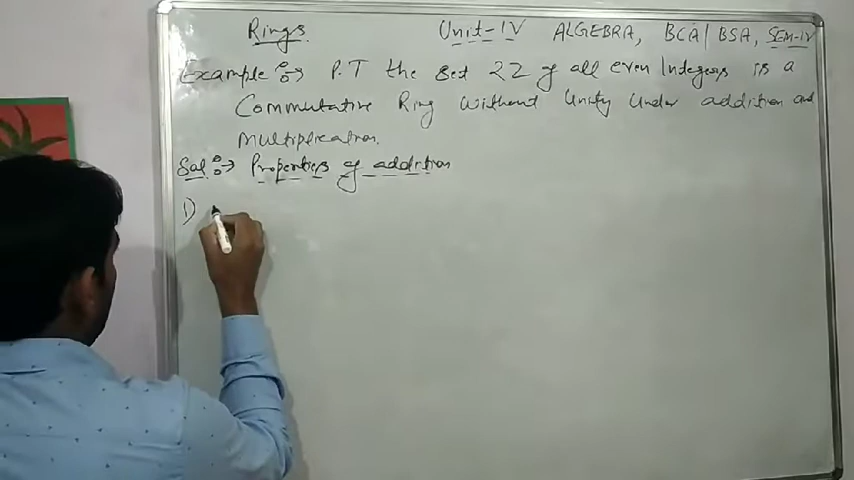 Rings. Unit-IV ALGEBRA, BCA/BSA, SEM-IV
Example :→ P.T the set 2Z of all even Integers is a
Commutative Ring without Unity Under addition and
Multiplication.
Sol :→ Properties of addition
1)